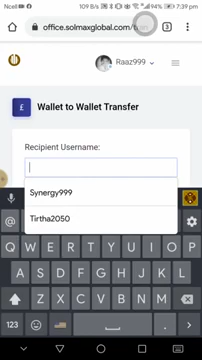 Ncell
109 B/s
94%
7:39 pm
office.solmaxglobal.com/
3
Raaz999
£
Wallet to Wallet Transfer
Recipient Username:
Synergy999
Tirtha2050
@
Q W E R T Y U I O P
A S D F G H J K L
Z X C V B N M
123
,
.